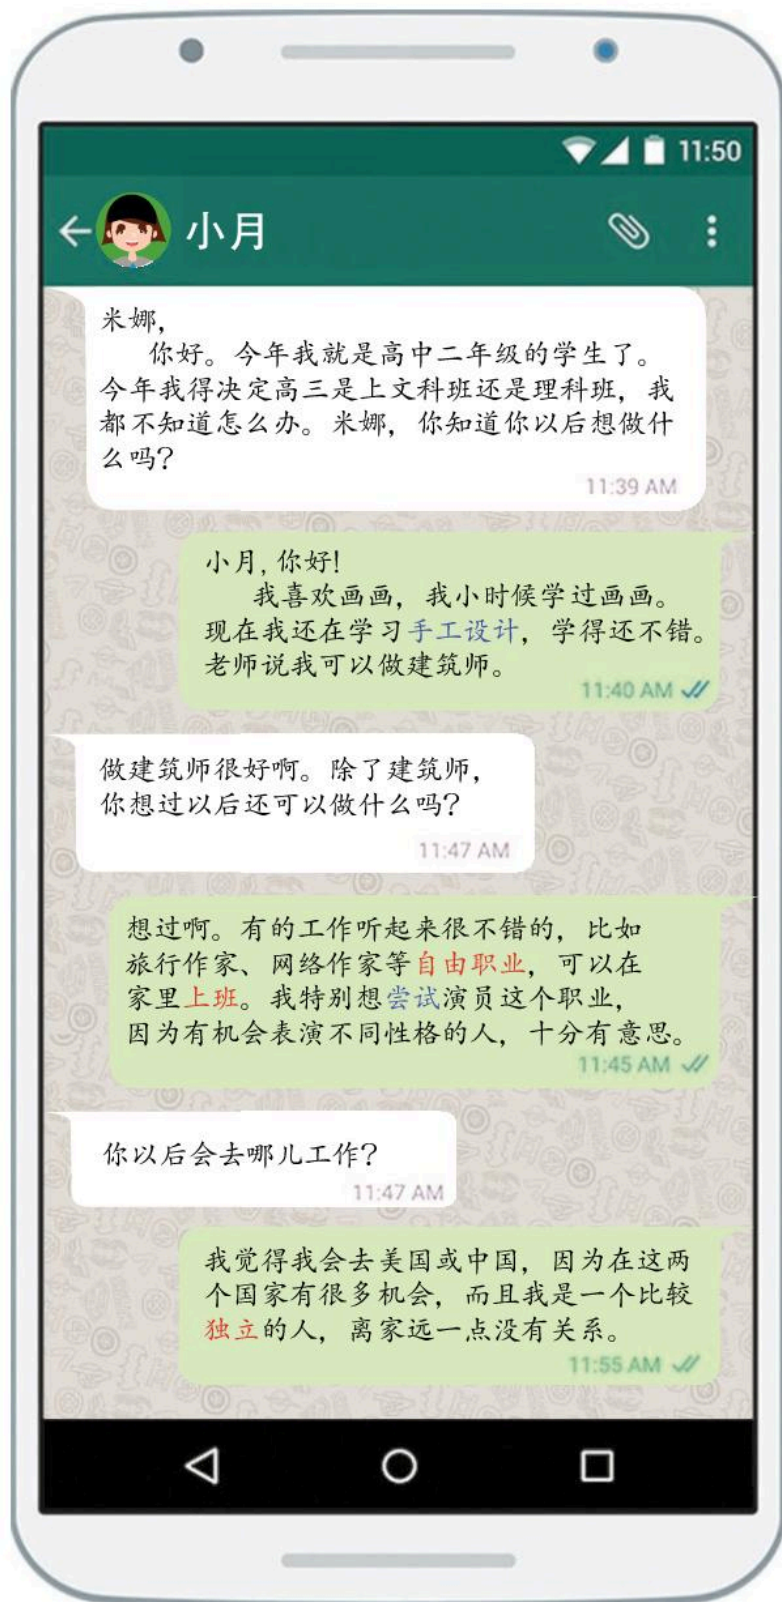 11:50
小月
米娜，
你好。今年我就是高中二年级的学生了。
今年我得决定高三是上文科班还是理科班，我
都不知道怎么办。米娜，你知道你以后想做什
么吗？
11:39 AM
小月，你好！
我喜欢画画，我小时候学过画画。
现在我还在学习手工设计，学得还不错。
老师说我可以做建筑师。
11:40 AM
做建筑师很好啊。除了建筑师，
你想过以后还可以做什么吗？
11:47 AM
想过啊。有的工作听起来很不错的，比如
旅行作家、网络作家等自由职业，可以在
家里上班。我特别想尝试演员这个职业，
因为有机会表演不同性格的人，十分有意思。
11:45 AM
你以后会去哪儿工作？
11:47 AM
我觉得我会去美国或中国，因为在这两
个国家有很多机会，而且我是一个比较
独立的人，离家远一点没有关系。
11:55 AM